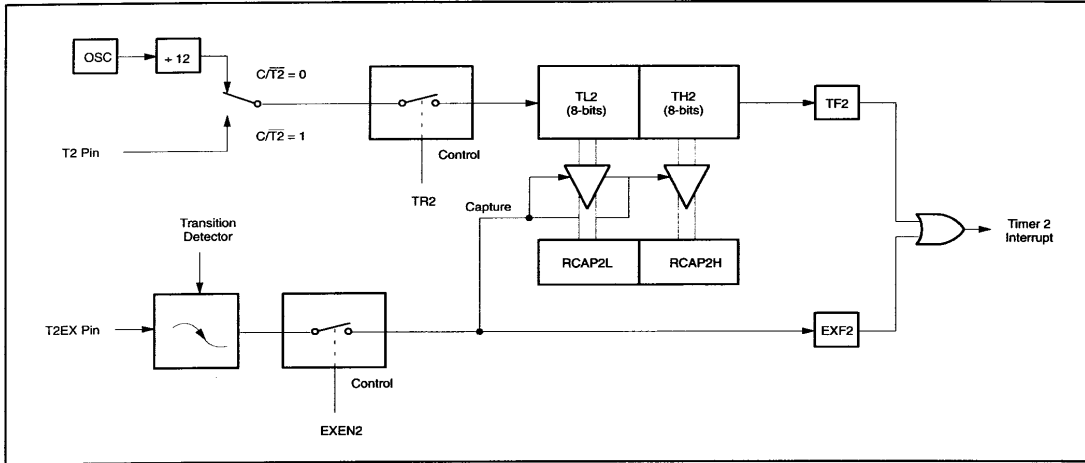 OSC
÷ 12
C/T2 = 0
TL2
(8-bits)
TH2
(8-bits)
TF2
C/T2 = 1
T2 Pin
Control
TR2
Capture
Transition
Detector
Timer 2
Interrupt
RCAP2L
RCAP2H
T2EX Pin
EXF2
Control
EXEN2